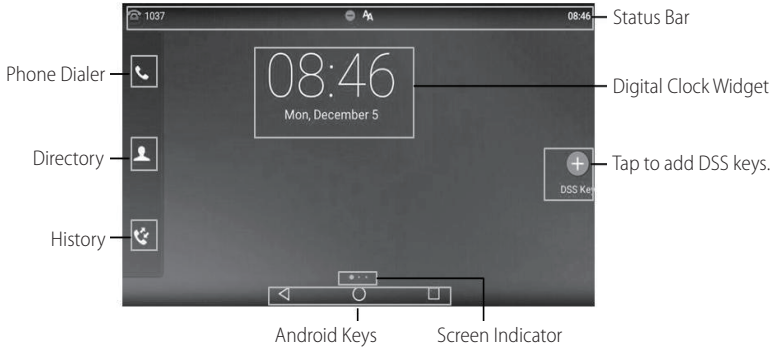 1037
AA
08:46
Status Bar
Phone Dialer
08:46
Mon, December 5
Digital Clock Widget
Directory
Tap to add DSS keys.
DSS Key
History
Android Keys
Screen Indicator